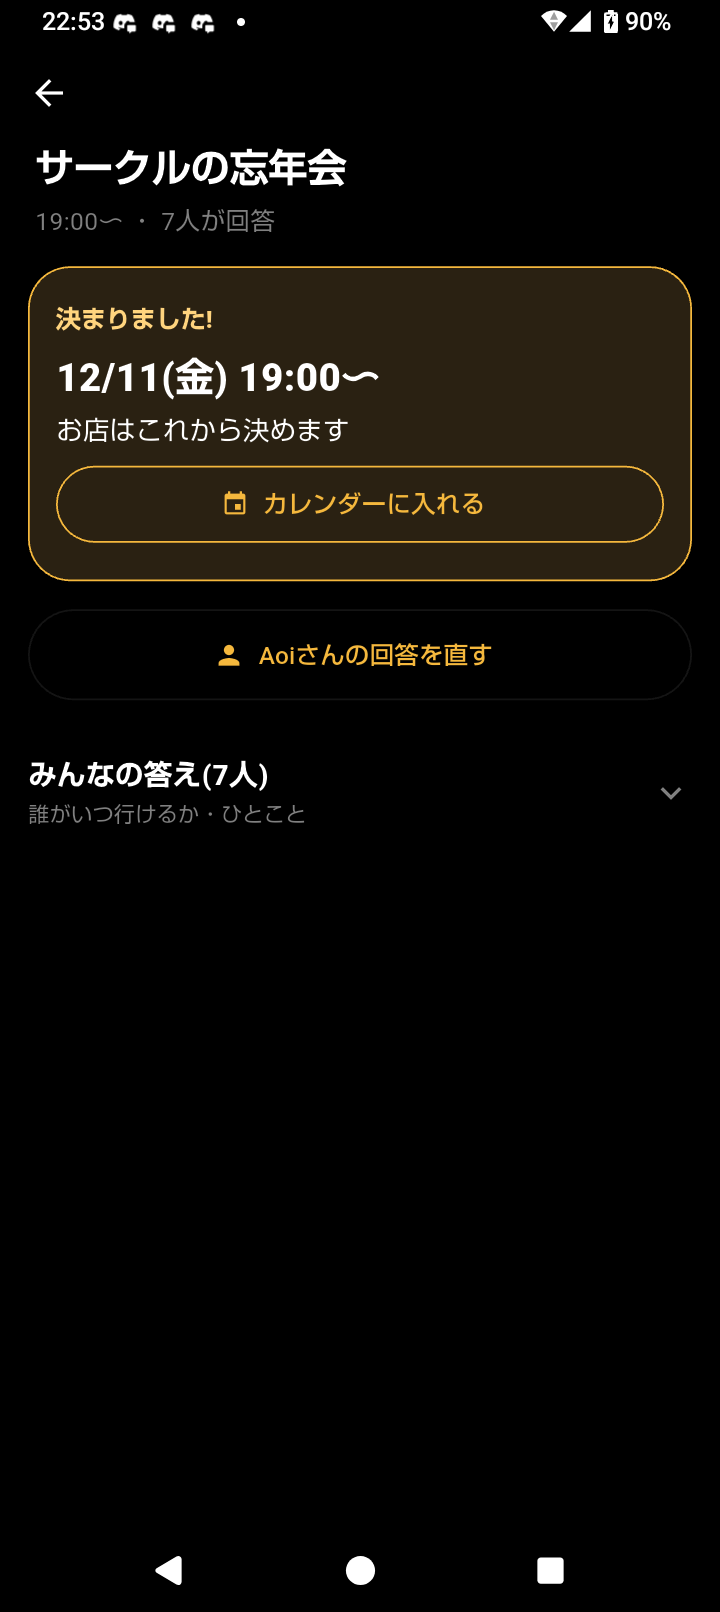 22:53 90%
サークルの忘年会
19:00〜 ・ 7人が回答
決まりました!
12/11(金) 19:00〜
お店はこれから決めます
カレンダーに入れる
Aoiさんの回答を直す
みんなの答え(7人)
誰がいつ行けるか・ひとこと